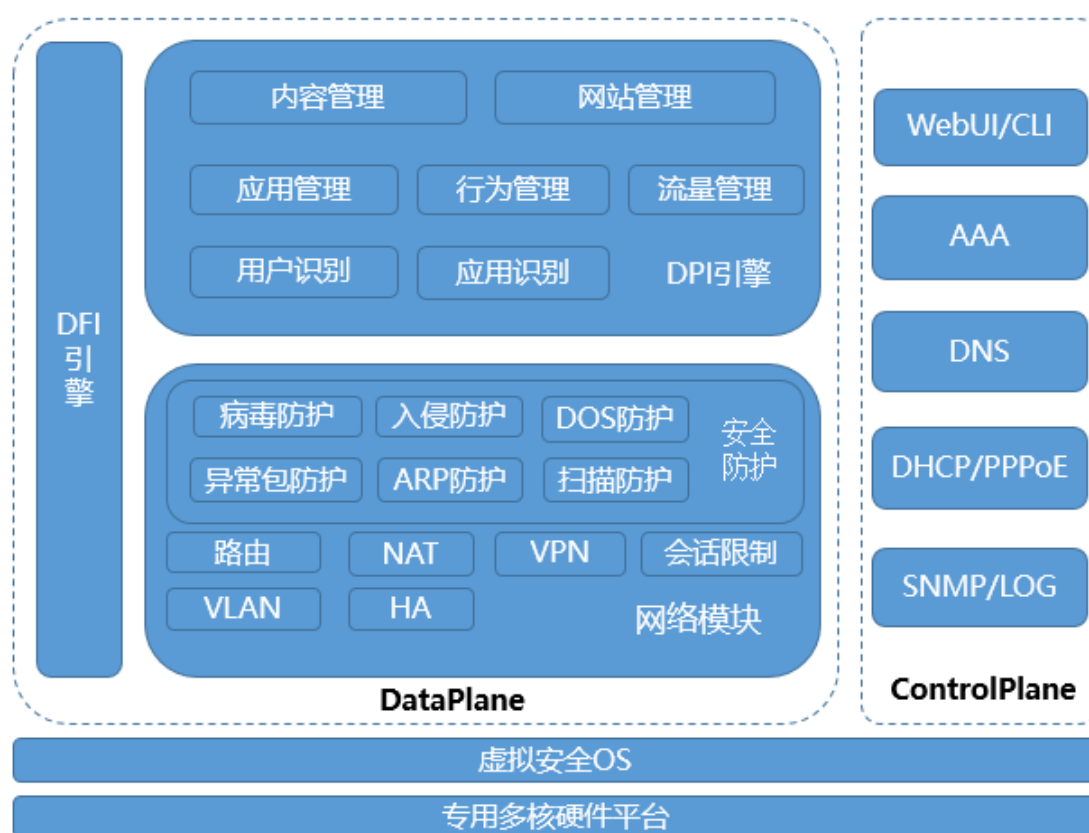 内容管理
网站管理
应用管理
行为管理
流量管理
用户识别
应用识别
DPI引擎
DFI
引
擎
病毒防护
入侵防护
DOS防护
异常包防护
ARP防护
扫描防护
安全
防护
路由
NAT
VPN
会话限制
VLAN
HA
网络模块
DataPlane
WebUI/CLI
AAA
DNS
DHCP/PPPoE
SNMP/LOG
ControlPlane
虚拟安全OS
专用多核硬件平台